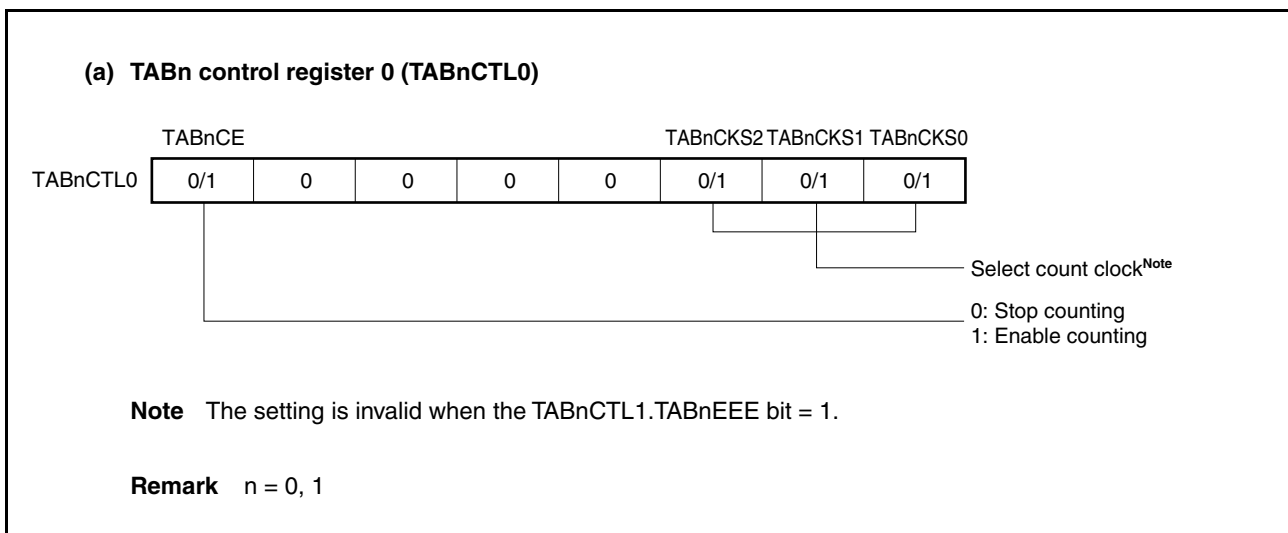 (a) TABn control register 0 (TABnCTL0)
TABnCE TABnCKS2 TABnCKS1 TABnCKS0
TABnCTL0 0/1 0 0 0 0 0/1 0/1 0/1
Select count clockNote
0: Stop counting
1: Enable counting
Note The setting is invalid when the TABnCTL1.TABnEEE bit = 1.
Remark n = 0, 1